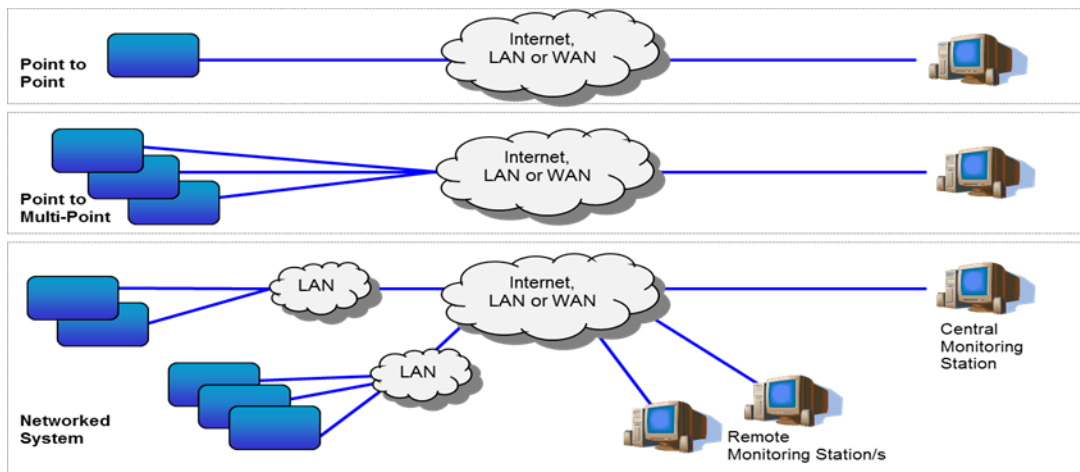 Point to
Point
Internet,
LAN or WAN
Point to
Multi-Point
Internet,
LAN or WAN
Networked
System
LAN
LAN
Internet,
LAN or WAN
Remote
Monitoring Station/s
Central
Monitoring
Station